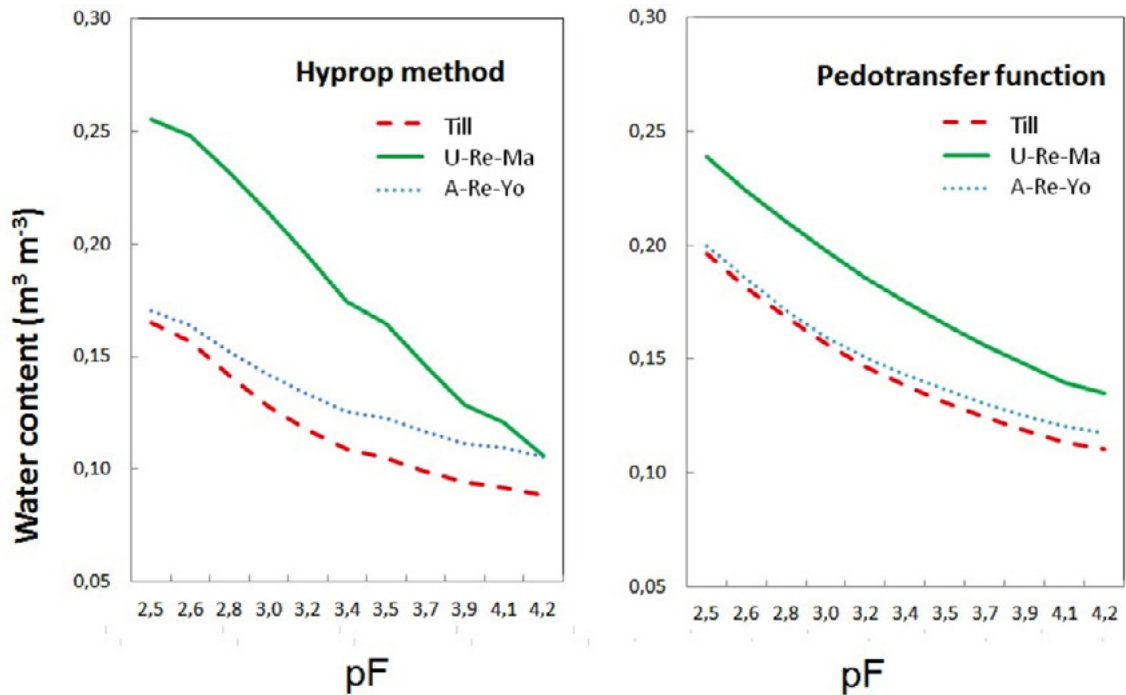 Water content (m³ m⁻³)
Hyprop method
Till
U-Re-Ma
A-Re-Yo
0,30
0,25
0,20
0,15
0,10
0,05
2,5 2,6 2,8 3,0 3,2 3,4 3,5 3,7 3,9 4,1 4,2
pF
Pedotransfer function
Till
U-Re-Ma
A-Re-Yo
0,30
0,25
0,20
0,15
0,10
0,05
2,5 2,6 2,8 3,0 3,2 3,4 3,5 3,7 3,9 4,1 4,2
pF